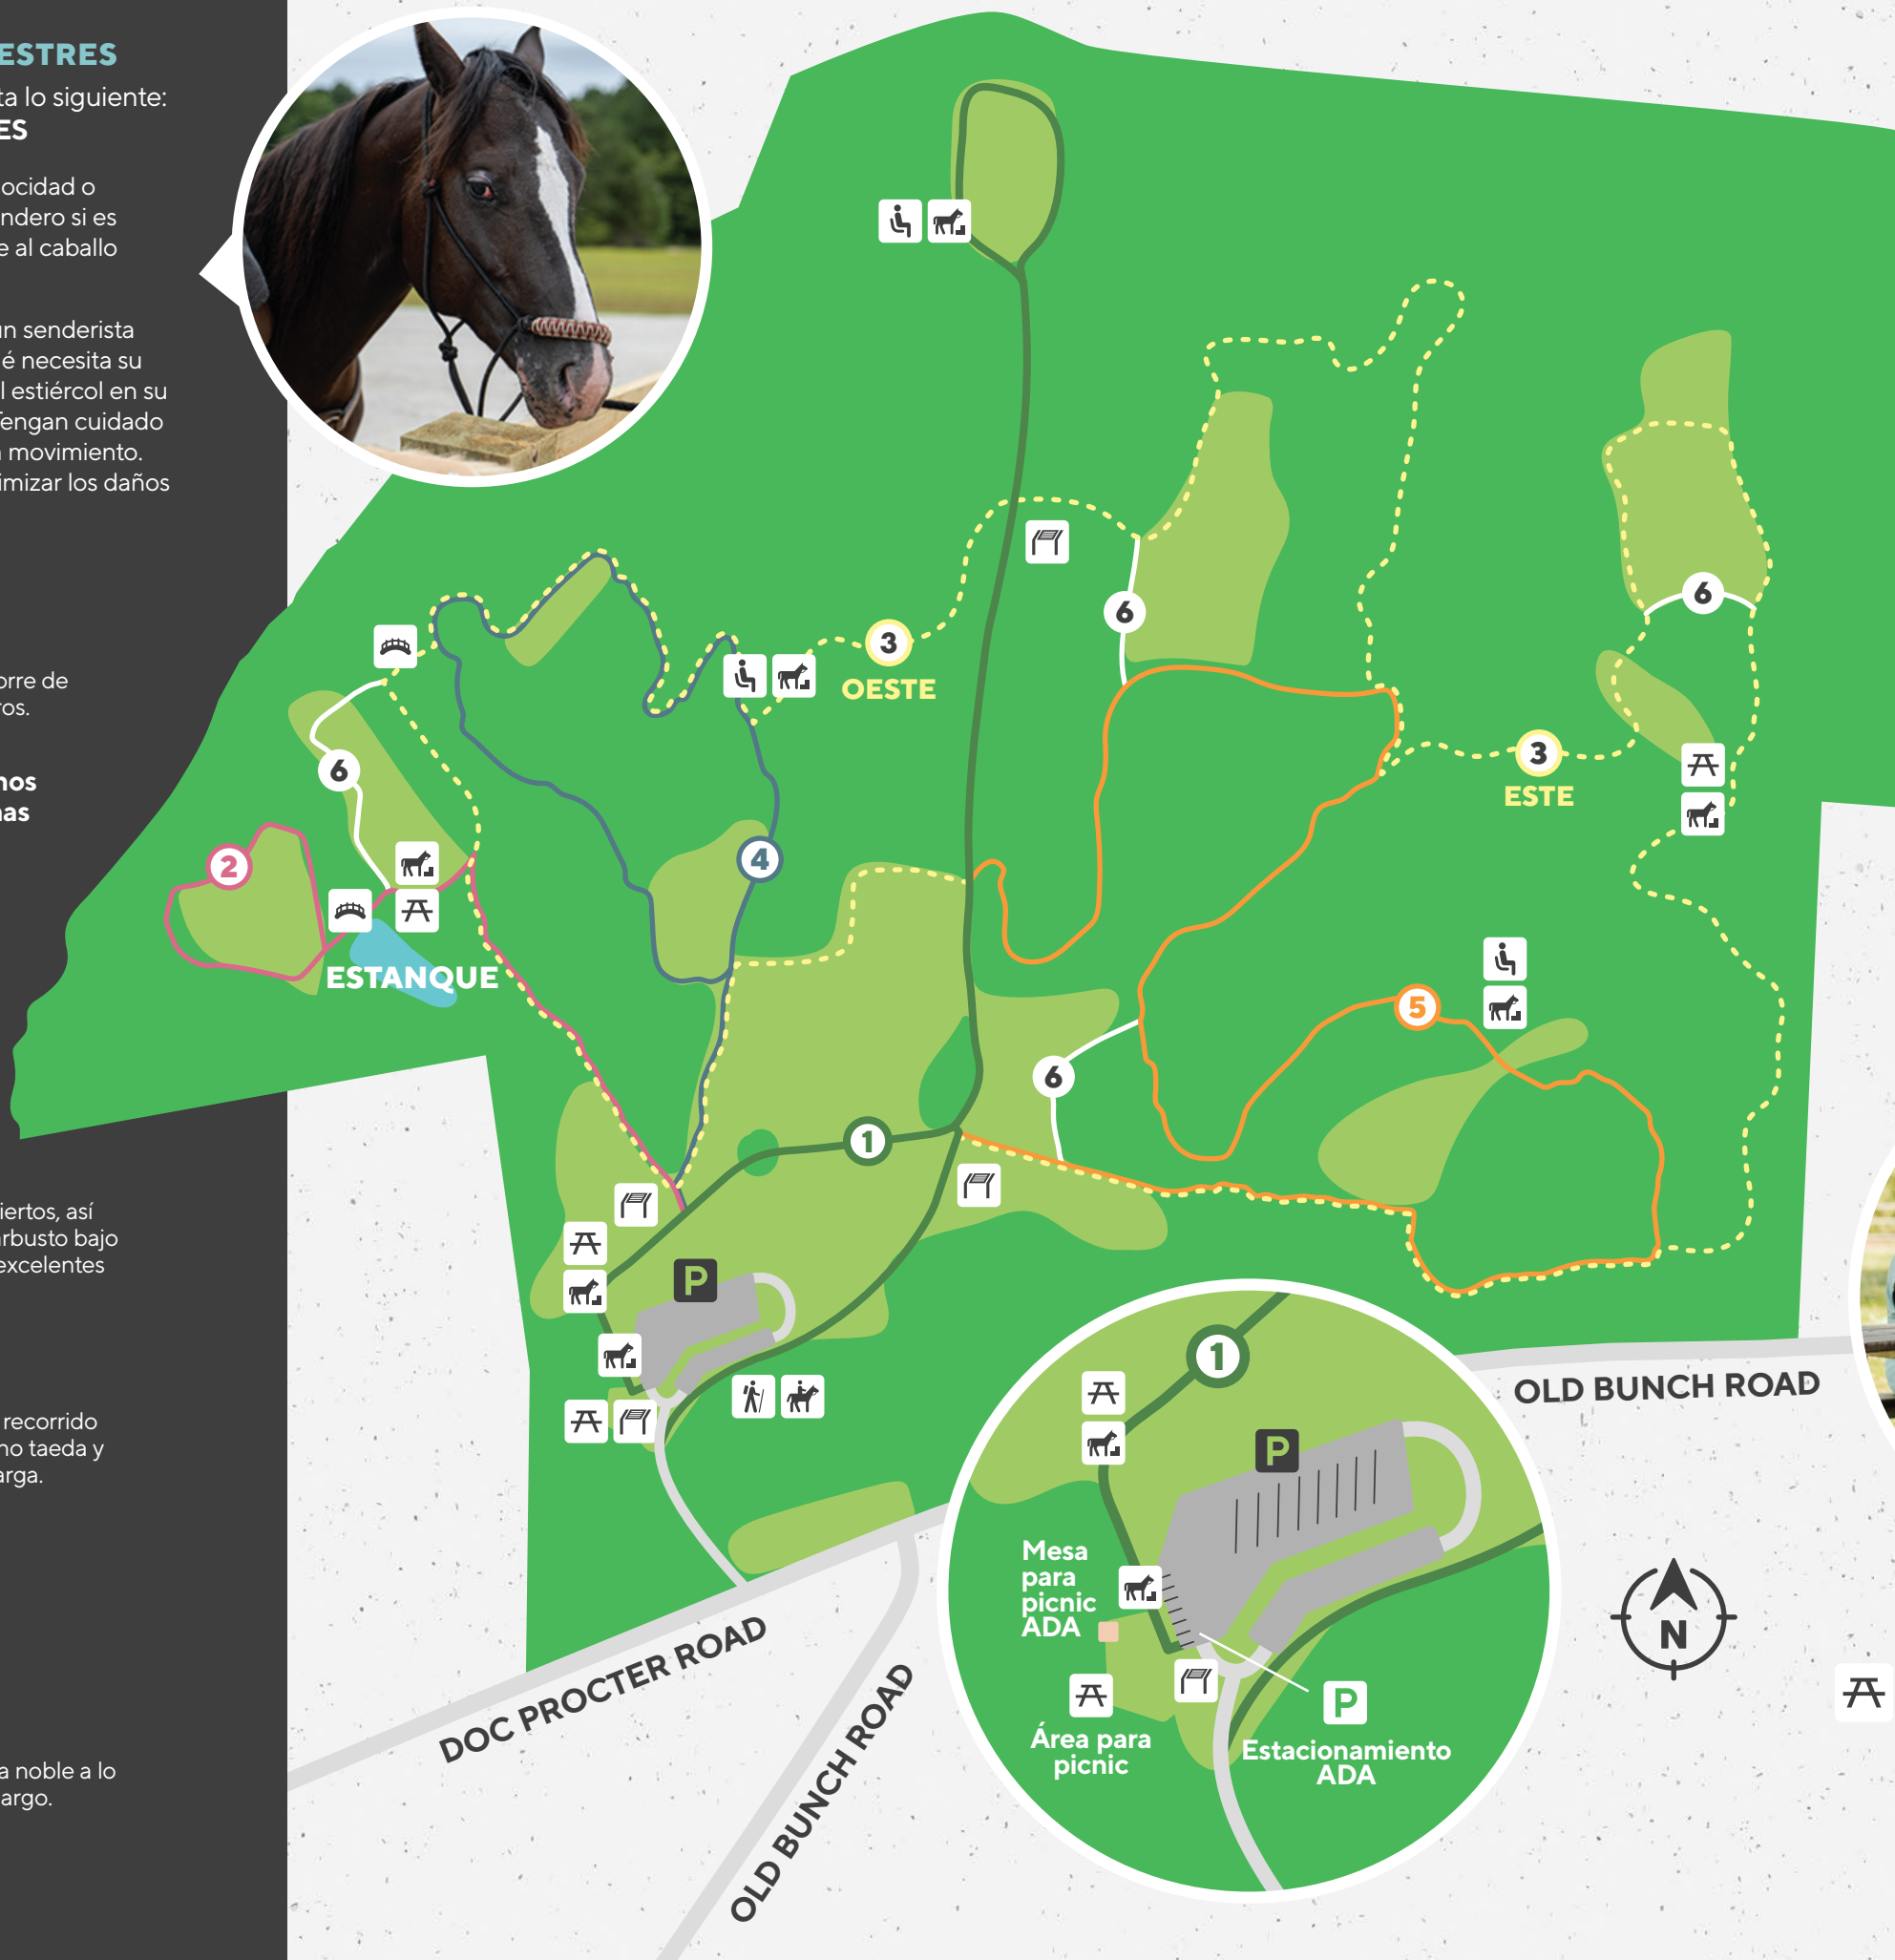 ESTRES
ta lo siguiente:
ES
ocidad o
ndero si es
e al caballo
un senderista
é necesita su
l estiércol en su
Tengan cuidado
movimiento.
imizar los daños
orre de
ros.
nos
nas
iertos, así
arbusto bajo
excelentes
recorrido
no taeda y
arga.
a noble a lo
argo.
6
6
3
OESTE
3
ESTE
6
2
4
ESTANQUE
5
6
1
P
OLD BUNCH ROAD
DOC PROCTER ROAD
OLD BUNCH ROAD
1
P
Mesa
para
picnic
ADA
Área para
picnic
P
Estacionamiento
ADA
N